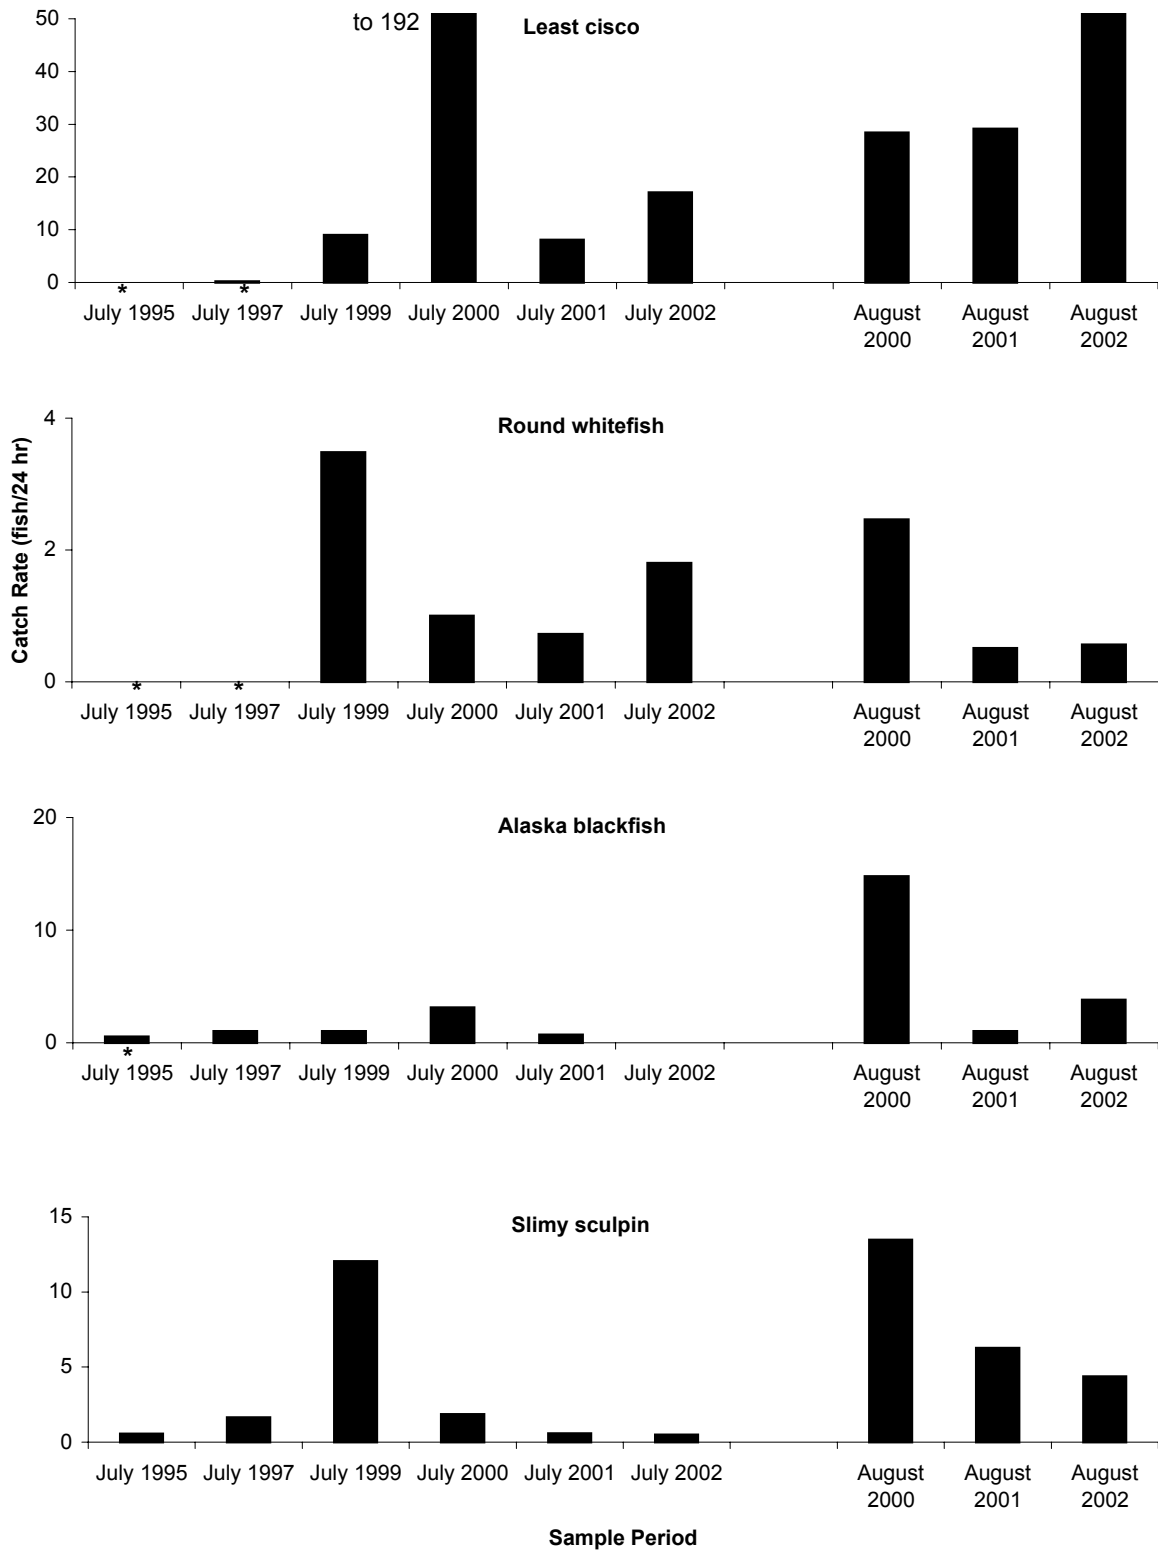 to 192
Least cisco
50
40
30
20
10
0
*
*
July 1995 July 1997 July 1999 July 2000 July 2001 July 2002 August August August
2000 2001 2002
Catch Rate (fish/24 hr)
Round whitefish
4
2
0
*
*
July 1995 July 1997 July 1999 July 2000 July 2001 July 2002 August August August
2000 2001 2002
Alaska blackfish
20
10
0
*
July 1995 July 1997 July 1999 July 2000 July 2001 July 2002 August August August
2000 2001 2002
Slimy sculpin
15
10
5
0
July 1995 July 1997 July 1999 July 2000 July 2001 July 2002 August August August
2000 2001 2002
Sample Period